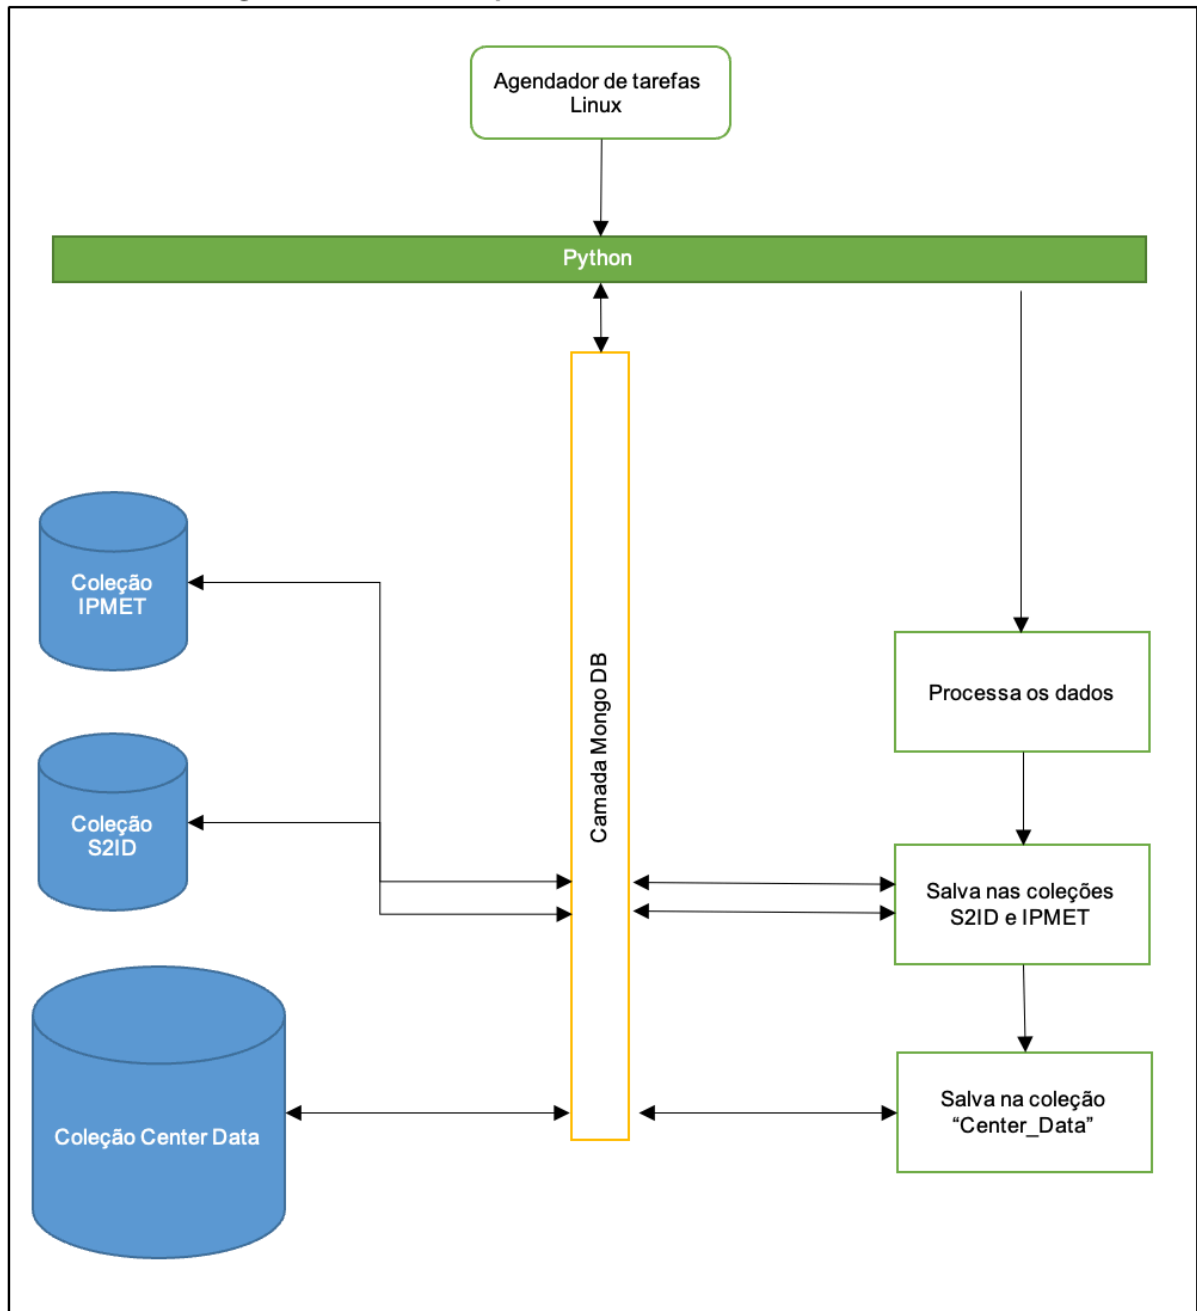 Agendador de tarefas
Linux
Python
Coleção
IPMET
Camada Mongo DB
Processa os dados
Coleção
S2ID
Salva nas coleções
S2ID e IPMET
Coleção Center Data
Salva na coleção
“Center_Data”